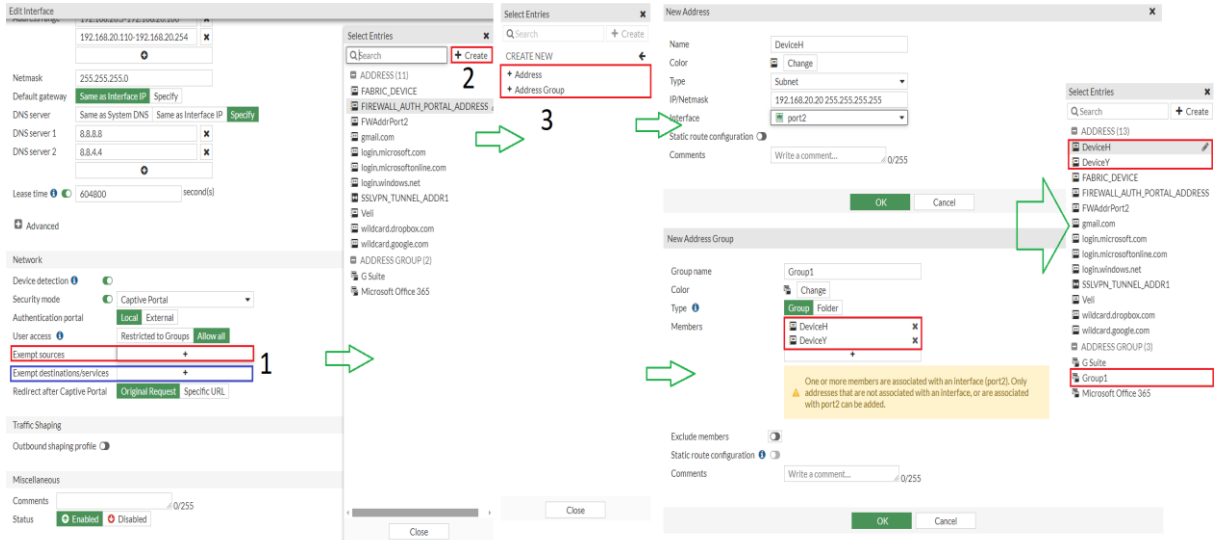 Edit Interface
192.168.20.110-192.168.20.254
Netmask 255.255.255.0
Default gateway Same as Interface IP Specify
DNS server Same as System DNS Same as Interface IP Specify
DNS server 1 8.8.8.8
DNS server 2 8.8.4.4
Lease time 604800 second(s)
Advanced
Network
Device detection
Security mode Captive Portal
Authentication portal Local External
User access Restricted to Groups Allow all
Exempt sources +
1
Exempt destinations/services +
Redirect after Captive Portal Original Request Specific URL
Traffic Shaping
Outbound shaping profile
Miscellaneous
Comments 0/255
Status Enabled Disabled
Select Entries
Search + Create
2
ADDRESS (11)
FABRIC_DEVICE
FIREWALL_AUTH_PORTAL_ADDRESS
FWAddrPort2
gmail.com
login.microsoft.com
login.microsoftonline.com
login.windows.net
SSLVPN_TUNNEL_ADDR1
Veli
wildcard.dropbox.com
wildcard.google.com
ADDRESS GROUP (2)
G Suite
Microsoft Office 365
Close
Select Entries
Search + Create
CREATE NEW
+ Address
+ Address Group
3
Close
New Address
Name DeviceH
Color Change
Type Subnet
IP/Netmask 192.168.20.20 255.255.255.255
Interface port2
Static route configuration
Comments Write a comment... 0/255
OK Cancel
New Address Group
Group name Group1
Color Change
Type Group Folder
Members DeviceH
DeviceY
+
One or more members are associated with an interface (port2). Only
addresses that are not associated with an interface, or are associated
with port2 can be added.
Exclude members
Static route configuration
Comments Write a comment... 0/255
OK Cancel
Select Entries
Search + Create
ADDRESS (13)
DeviceH
DeviceY
FABRIC_DEVICE
FIREWALL_AUTH_PORTAL_ADDRESS
FWAddrPort2
gmail.com
login.microsoft.com
login.microsoftonline.com
login.windows.net
SSLVPN_TUNNEL_ADDR1
Veli
wildcard.dropbox.com
wildcard.google.com
ADDRESS GROUP (3)
G Suite
Group1
Microsoft Office 365